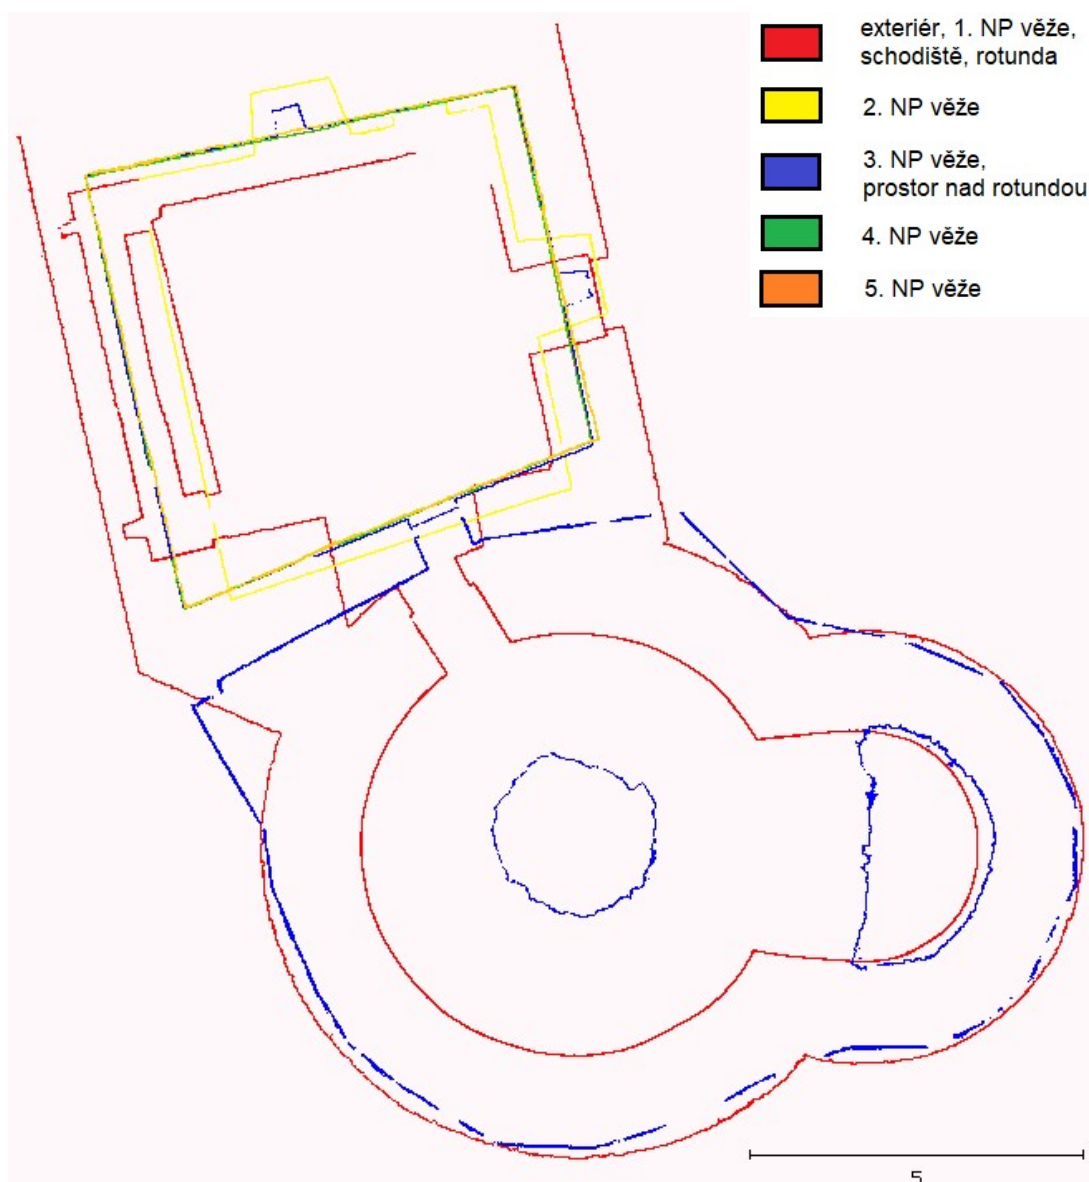 exteriér, 1. NP věže,
schodiště, rotunda
2. NP věže
3. NP věže,
prostor nad rotundou
4. NP věže
5. NP věže
5